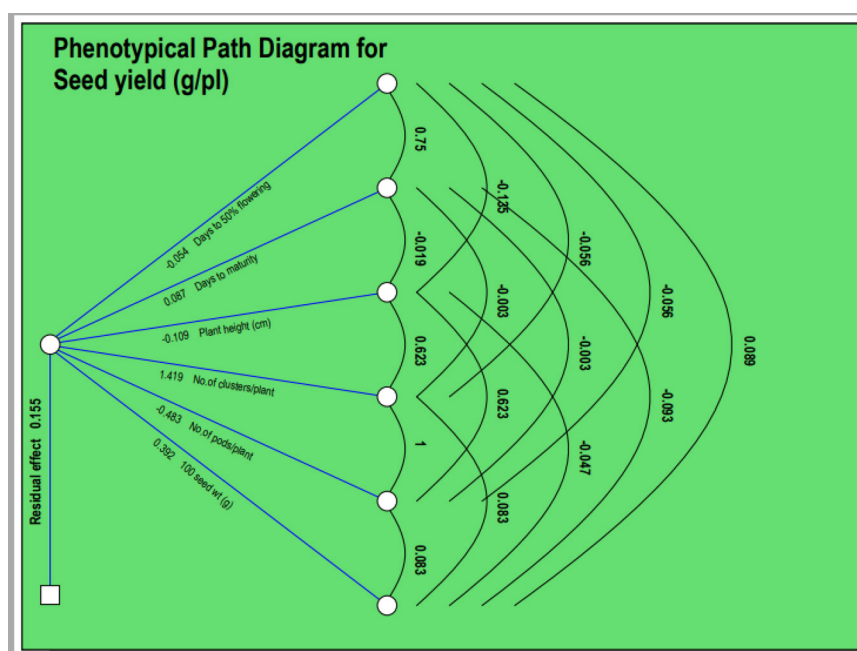 Phenotypical Path Diagram for
Seed yield (g/pl)
-0.054 Days to 50% flowering
0.087 Days to maturity
-0.109 Plant height (cm)
1.419 No.of clusters/plant
-0.483 No.of pods/plant
0.392 100 seed wt (g)
Residual effect 0.155
0.75
-0.019
0.623
1
0.083
-0.135
-0.003
0.623
0.083
-0.056
-0.003
-0.047
-0.056
-0.093
0.089